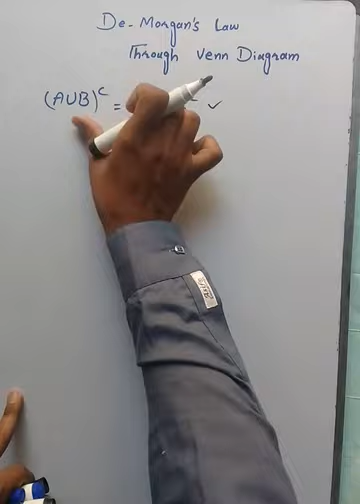 De-Morgan's Law
Through Venn Diagram
(AUB)^c = ✓